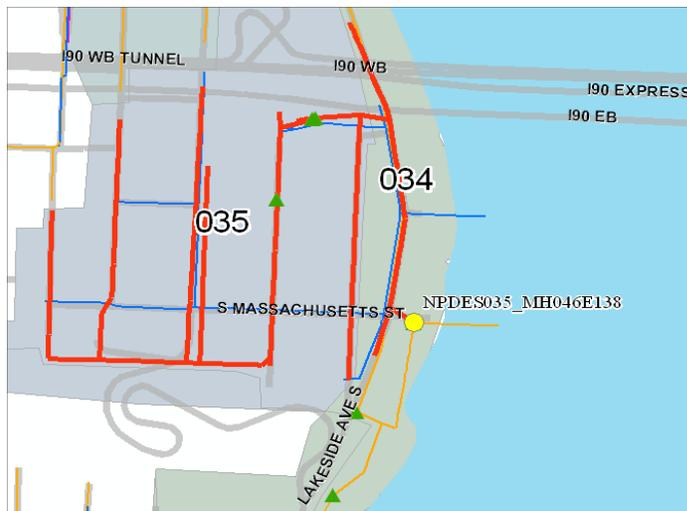 I90 WB TUNNEL
I90 WB
I90 EXPRESS
I90 EB
034
035
NPDES035_MH046E138
S MASSACHUSETTS ST
LAKESIDE AVE S